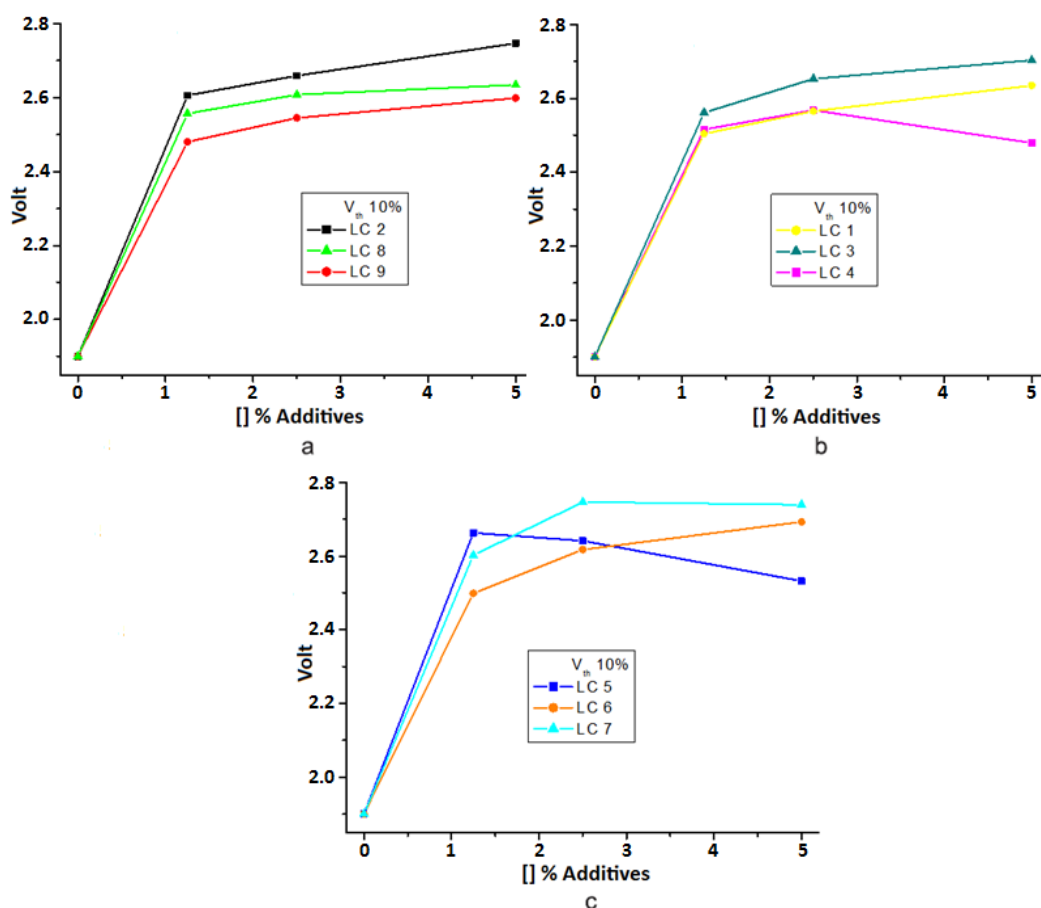 2.8
2.6
2.4
2.2
2.0
Volt
V th 10%
LC 2
LC 8
LC 9
0 1 2 3 4 5
[] % Additives
a
2.8
2.6
2.4
2.2
2.0
Volt
V th 10%
LC 1
LC 3
LC 4
0 1 2 3 4 5
[] % Additives
b
2.8
2.6
2.4
2.2
2.0
Volt
V th 10%
LC 5
LC 6
LC 7
0 1 2 3 4 5
[] % Additives
c